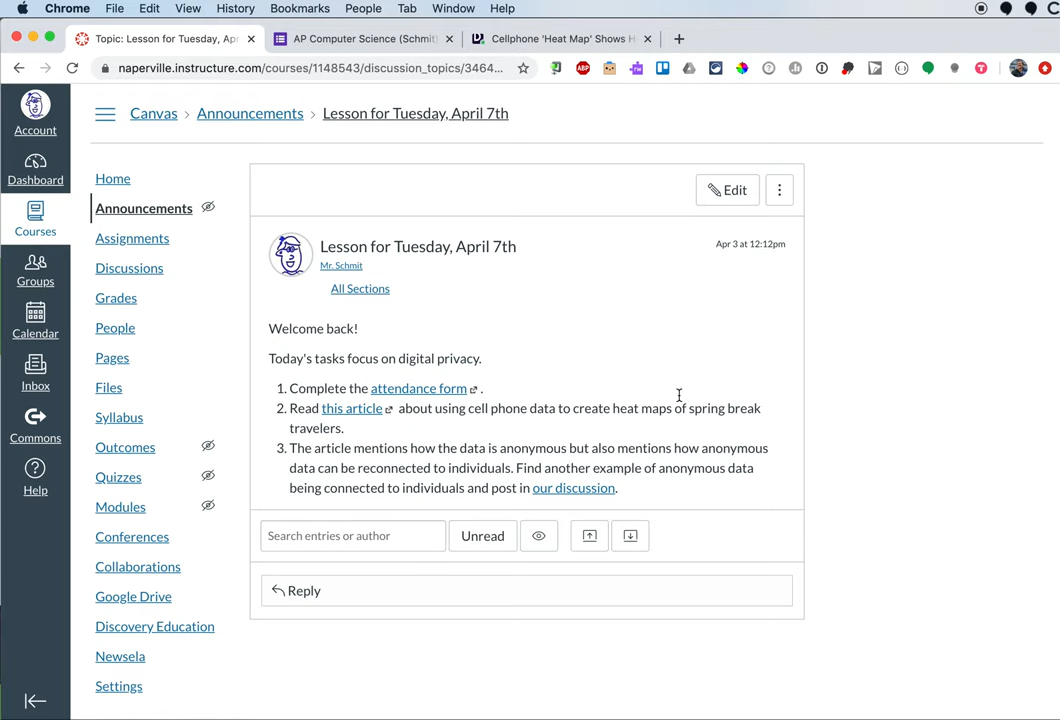 Chrome File Edit View History Bookmarks People Tab Window Help
Topic: Lesson for Tuesday, Apr
AP Computer Science (Schmit)
Cellphone 'Heat Map' Shows H
naperville.instructure.com/courses/1148543/discussion_topics/3464...
Account
Dashboard
Courses
Groups
Calendar
Inbox
Commons
Help
Canvas › Announcements › Lesson for Tuesday, April 7th
Home
Announcements
Assignments
Discussions
Grades
People
Pages
Files
Syllabus
Outcomes
Quizzes
Modules
Conferences
Collaborations
Google Drive
Discovery Education
Newsela
Settings
Edit
Lesson for Tuesday, April 7th
Apr 3 at 12:12pm
Mr. Schmit
All Sections
Welcome back!
Today's tasks focus on digital privacy.
1. Complete the attendance form .
2. Read this article about using cell phone data to create heat maps of spring break
travelers.
3. The article mentions how the data is anonymous but also mentions how anonymous
data can be reconnected to individuals. Find another example of anonymous data
being connected to individuals and post in our discussion.
Search entries or author
Unread
Reply